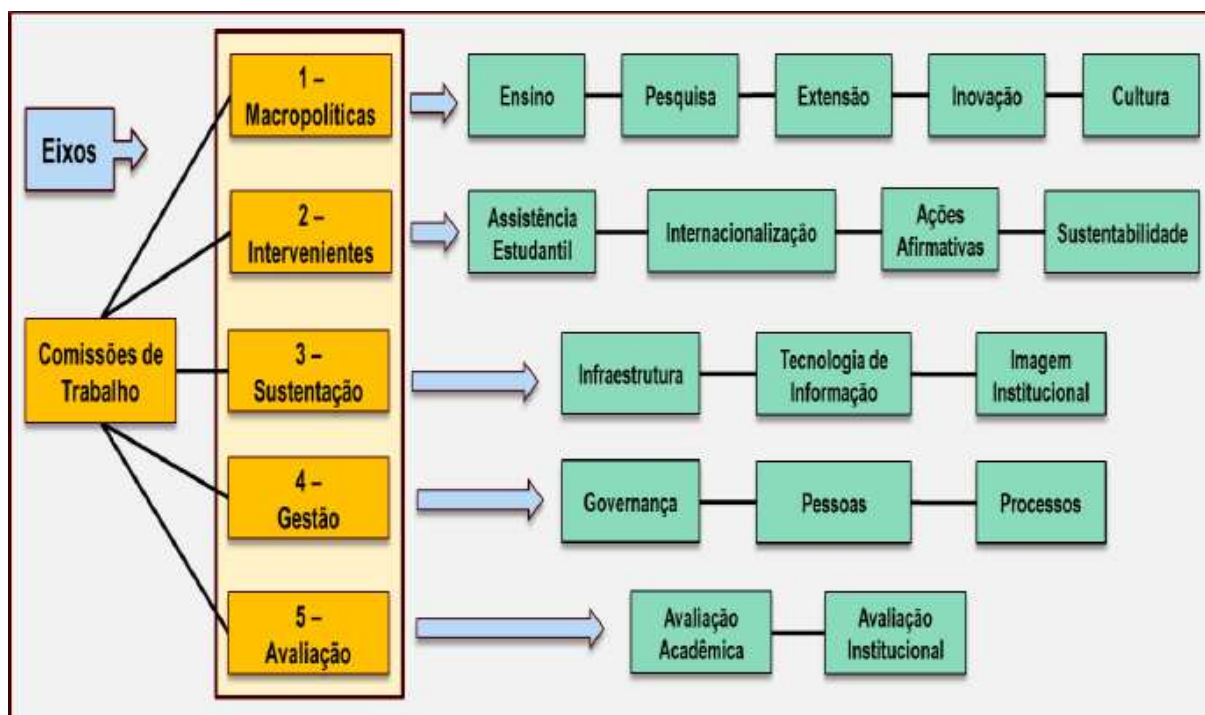 Eixos
Comissões de
Trabalho
1 –
Macropolíticas
Ensino
Pesquisa
Extensão
Inovação
Cultura
2 –
Intervenientes
Assistência
Estudantil
Internacionalização
Ações
Afirmativas
Sustentabilidade
3 –
Sustentação
Infraestrutura
Tecnologia de
Informação
Imagem
Institucional
4 –
Gestão
Governança
Pessoas
Processos
5 –
Avaliação
Avaliação
Acadêmica
Avaliação
Institucional